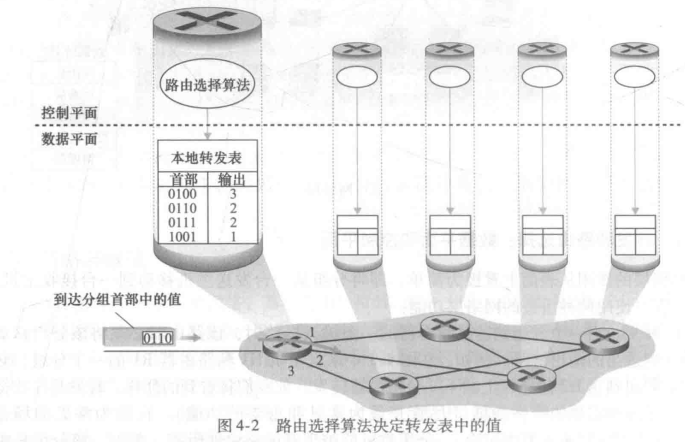 路由选择算法
控制平面
数据平面
本地转发表
首部 输出
0100 3
0110 2
0111 2
1001 1
到达分组首部中的值
0110
1
2
3
图4-2 路由选择算法决定转发表中的值